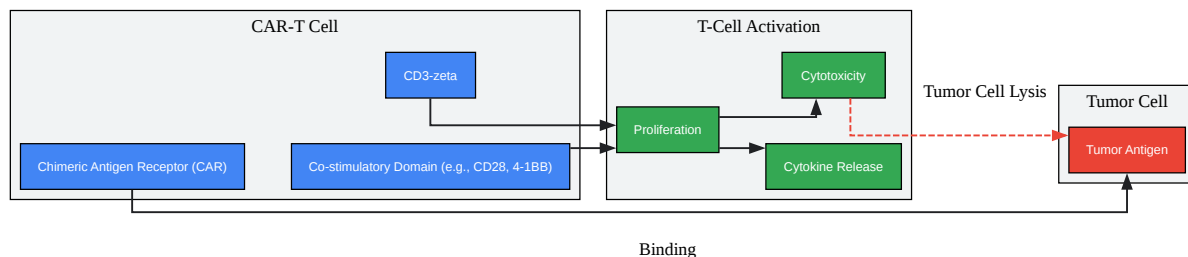 CAR-T Cell
CD3-zeta
Chimeric Antigen Receptor (CAR)
Co-stimulatory Domain (e.g., CD28, 4-1BB)
T-Cell Activation
Cytotoxicity
Proliferation
Cytokine Release
Tumor Cell Lysis
Tumor Cell
Tumor Antigen
Binding